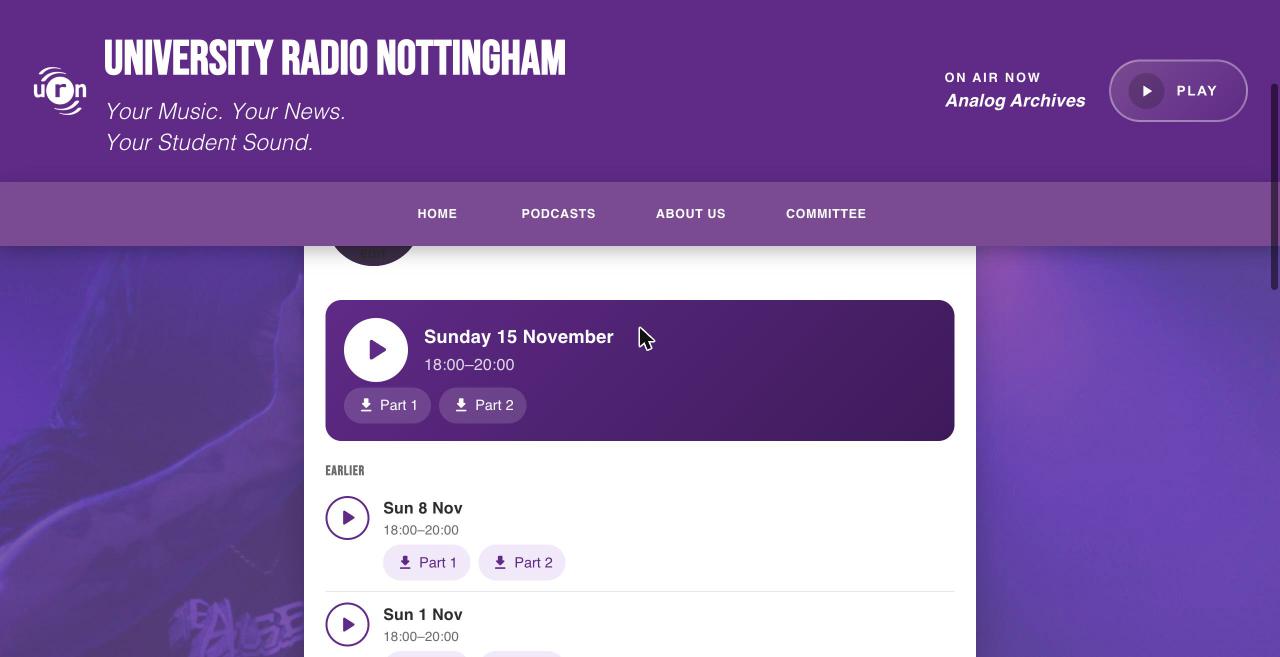 urn
UNIVERSITY RADIO NOTTINGHAM
Your Music. Your News.
Your Student Sound.
ON AIR NOW
Analog Archives
PLAY
HOME
PODCASTS
ABOUT US
COMMITTEE
Sunday 15 November
18:00–20:00
Part 1
Part 2
EARLIER
Sun 8 Nov
18:00–20:00
Part 1
Part 2
Sun 1 Nov
18:00–20:00